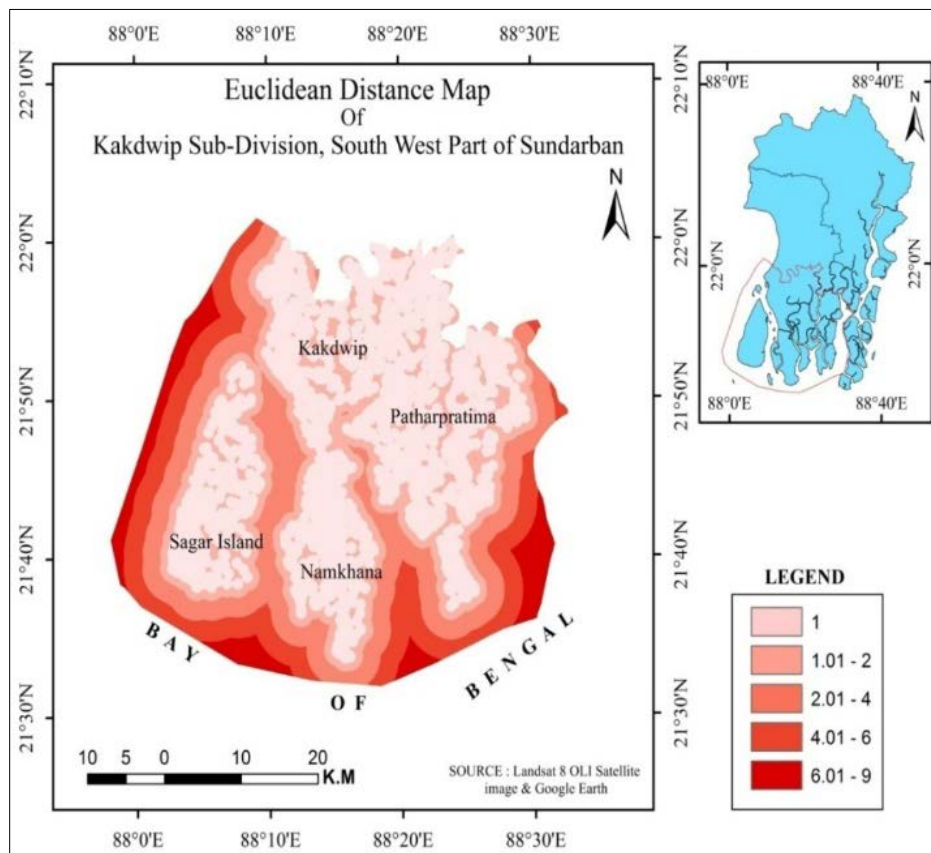 Euclidean Distance Map
Of
Kakdwip Sub-Division, South West Part of Sundarban
88°0'E 88°10'E 88°20'E 88°30'E
22°10'N
22°0'N
21°50'N
21°40'N
21°30'N
N
Kakdwip
Patharpratima
Sagar Island
Namkhana
BAY
OF
BENGAL
10 5 0 10 20
K.M
SOURCE : Landsat 8 OLI Satellite
image & Google Earth
22°10'N
22°0'N
21°50'N
21°40'N
21°30'N
88°0'E 88°10'E 88°20'E 88°30'E
88°0'E 88°40'E
22°10'N
22°0'N
N
22°10'N
22°0'N
88°0'E 88°40'E
LEGEND
1
1.01 - 2
2.01 - 4
4.01 - 6
6.01 - 9